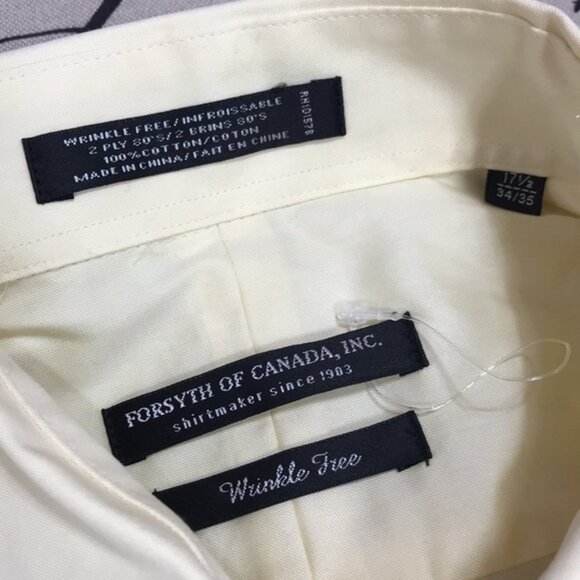 WRINKLE FREE/INFROISSABLE
2 PLY 80'S/2 BRINS 80'S
100% COTTON/COTON
MADE IN CHINA/FAIT EN CHINE
RN101578
17½
34/35
FORSYTH OF CANADA, INC.
shirtmaker since 1903
Wrinkle Free